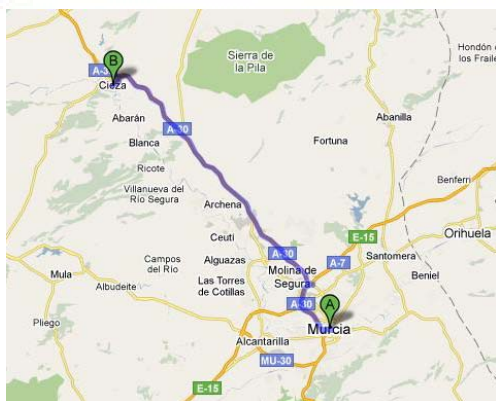 Hondón d
los Fraile
Sierra de
la Pila
B
A-3
Cieza
Abarán
Abanilla
A-30
Fortuna
Blanca
Ricote
Villanueva del
Río Segura
Benferri
Archena
E-15
Orihuela
Ceutí
A-30
A-7
Santomera
Campos
del Río
Alguazas
Molina de
Segura
Beniel
Mula
Albudeite
Las Torres
de Cotillas
A-30
A
Murcia
Pliego
Alcantarilla
MU-30
E-15